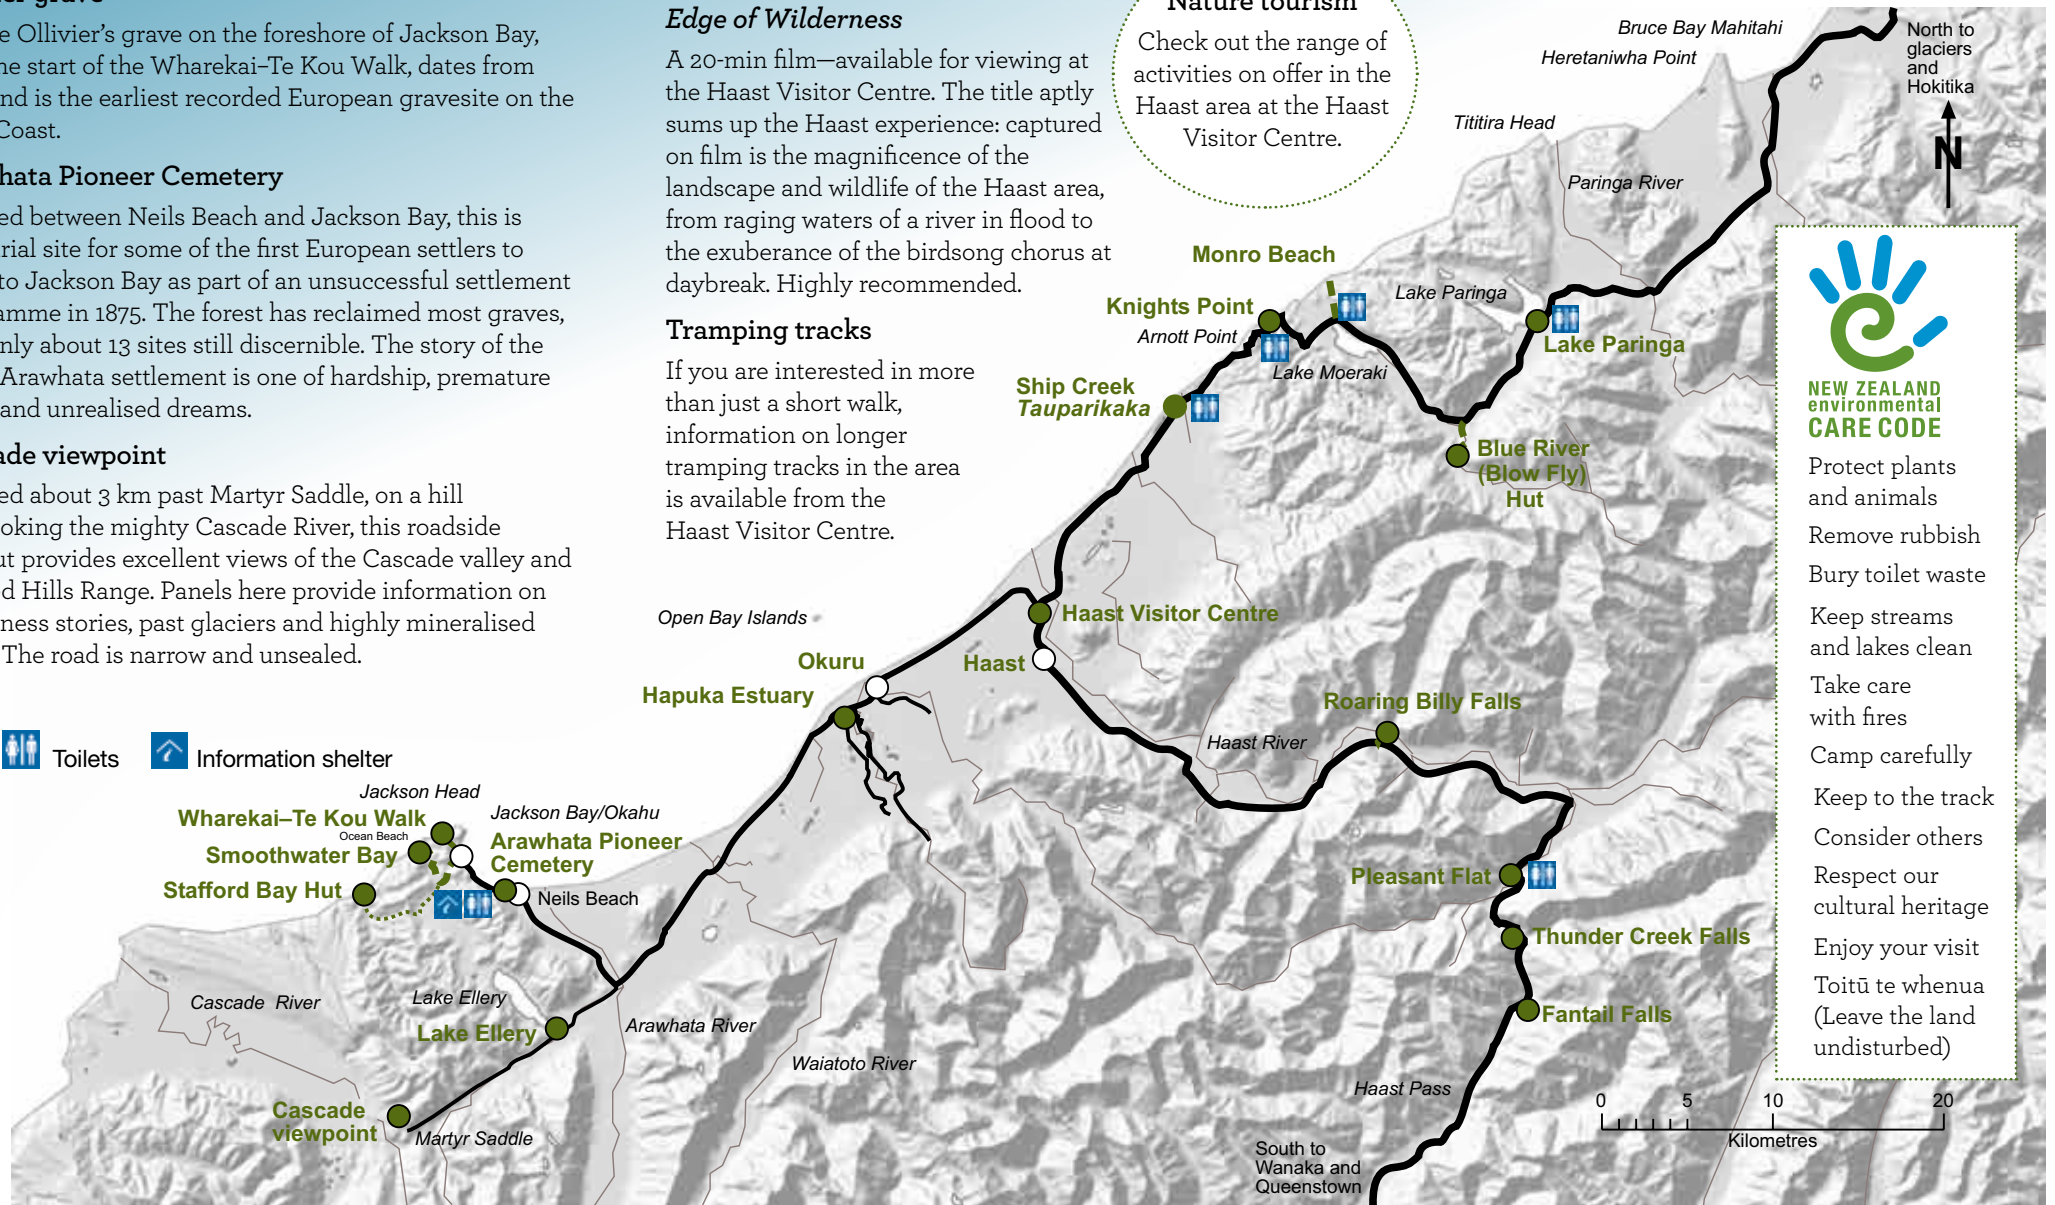 e Ollivier's grave on the foreshore of Jackson Bay,
he start of the Wharekai–Te Kou Walk, dates from
nd is the earliest recorded European gravesite on the
Coast.
hata Pioneer Cemetery
ed between Neils Beach and Jackson Bay, this is
rial site for some of the first European settlers to
to Jackson Bay as part of an unsuccessful settlement
amme in 1875. The forest has reclaimed most graves,
nly about 13 sites still discernible. The story of the
Arawhata settlement is one of hardship, premature
and unrealised dreams.
ade viewpoint
ed about 3 km past Martyr Saddle, on a hill
oking the mighty Cascade River, this roadside
ut provides excellent views of the Cascade valley and
d Hills Range. Panels here provide information on
ness stories, past glaciers and highly mineralised
The road is narrow and unsealed.
Toilets
Information shelter
Edge of Wilderness
A 20-min film—available for viewing at
the Haast Visitor Centre. The title aptly
sums up the Haast experience: captured
on film is the magnificence of the
landscape and wildlife of the Haast area,
from raging waters of a river in flood to
the exuberance of the birdsong chorus at
daybreak. Highly recommended.
Tramping tracks
If you are interested in more
than just a short walk,
information on longer
tramping tracks in the area
is available from the
Haast Visitor Centre.
Nature tourism
Check out the range of
activities on offer in the
Haast area at the Haast
Visitor Centre.
Bruce Bay Mahitahi
Heretaniwha Point
Tititira Head
Paringa River
North to
glaciers
and
Hokitika
N
Monro Beach
Knights Point
Arnott Point
Lake Paringa
Lake Paringa
Lake Moeraki
Ship Creek
Tauparikaka
Blue River
(Blow Fly)
Hut
Open Bay Islands
Haast Visitor Centre
Okuru
Haast
Hapuka Estuary
Roaring Billy Falls
Haast River
Jackson Head
Wharekai–Te Kou Walk
Jackson Bay/Okahu
Ocean Beach
Smoothwater Bay
Arawhata Pioneer
Cemetery
Stafford Bay Hut
Neils Beach
Pleasant Flat
Thunder Creek Falls
Fantail Falls
Cascade River
Lake Ellery
Lake Ellery
Arawhata River
Waiatoto River
Haast Pass
Cascade
viewpoint
Martyr Saddle
South to
Wanaka and
Queenstown
NEW ZEALAND
environmental
CARE CODE
Protect plants
and animals
Remove rubbish
Bury toilet waste
Keep streams
and lakes clean
Take care
with fires
Camp carefully
Keep to the track
Consider others
Respect our
cultural heritage
Enjoy your visit
Toitū te whenua
(Leave the land
undisturbed)
0 5 10 20
Kilometres